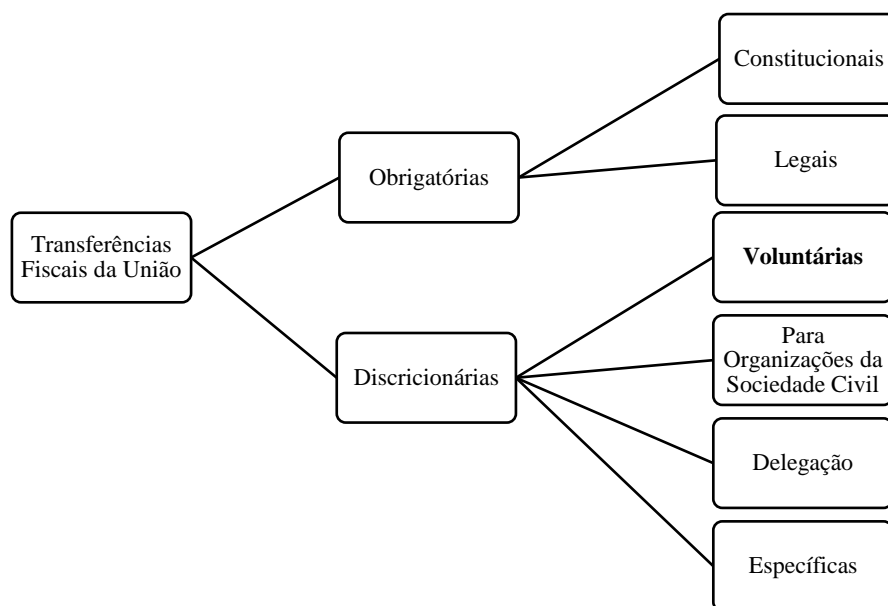 Transferências
Fiscais da União
Obrigatórias
Constitucionais
Legais
Discricionárias
Voluntárias
Para
Organizações da
Sociedade Civil
Delegação
Específicas